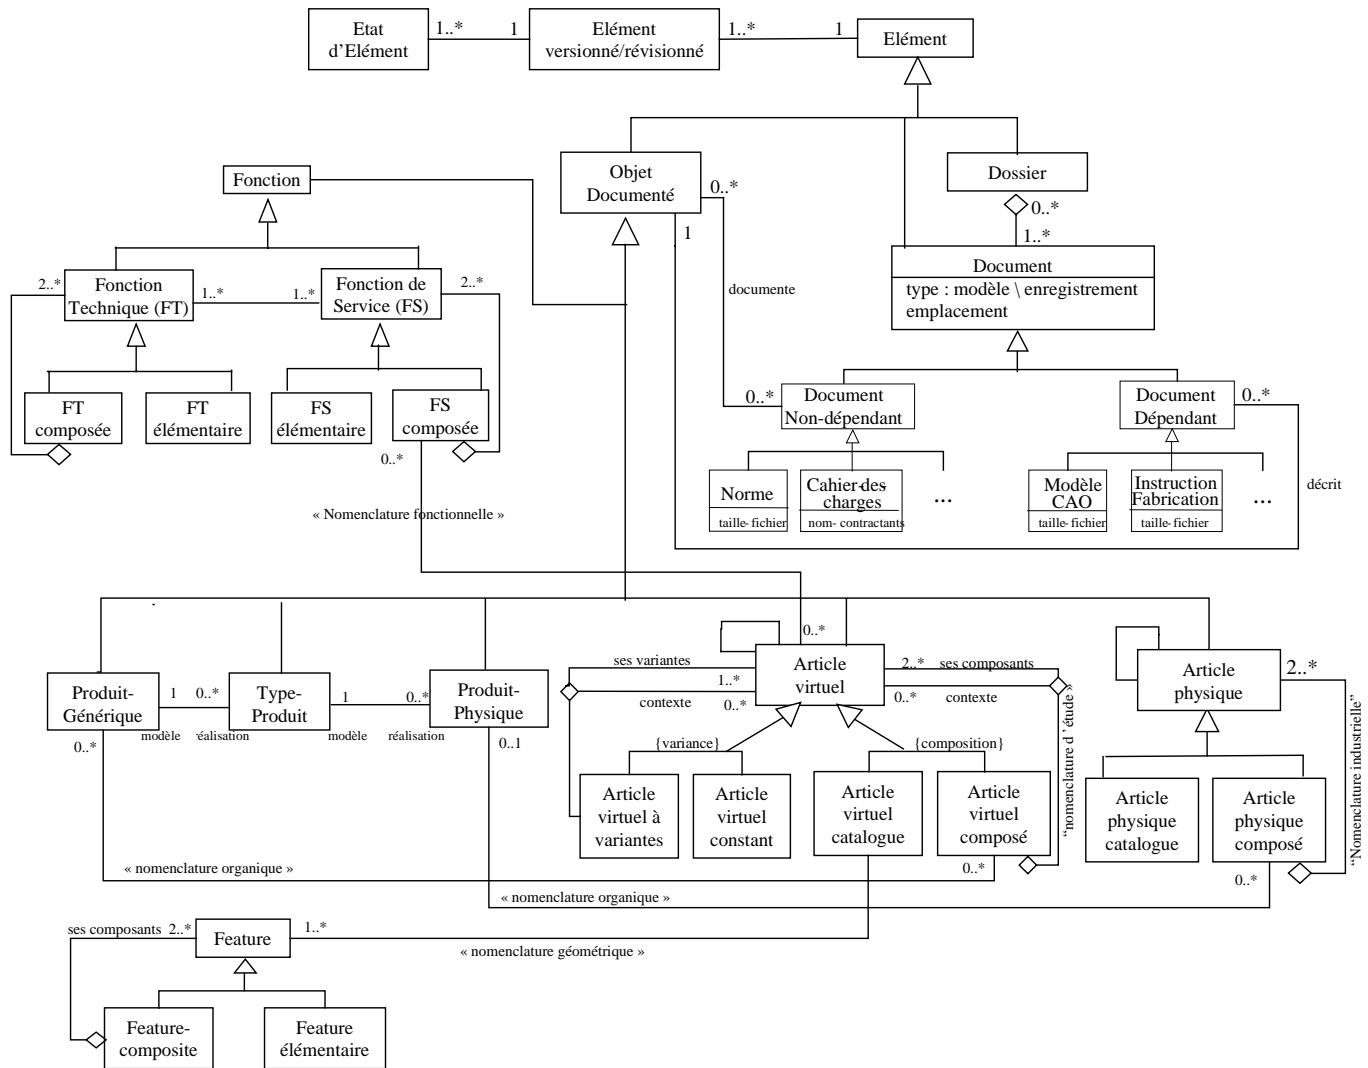 Etat
d'Elément
1..*
1
Elément
versionné/révisionné
1..*
1
Elément
Fonction
Objet
Documenté
0..*
1
Dossier
0..*
1..*
Document
type : modèle \ enregistrement
emplacement
2..*
Fonction
Technique (FT)
1..*
1..*
Fonction de
Service (FS)
2..*
documente
FT
composée
FT
élémentaire
FS
élémentaire
FS
composée
0..*
0..*
Document
Non-dépendant
Document
Dépendant
0..*
Norme
taille-fichier
Cahier-des-
charges
nom- contractants
...
Modèle
CAO
taille-fichier
Instruction
Fabrication
taille-fichier
...
décrit
« Nomenclature fonctionnelle »
0..*
Produit-
Générique
1
0..*
modèle
réalisation
Type-
Produit
1
0..*
modèle
réalisation
Produit-
Physique
0..*
0..1
ses variantes
1..*
contexte
0..*
Article
virtuel
2..*
ses composants
0..*
contexte
Article
physique
2..*
{variance}
{composition}
"nomenclature d 'étude »
"Nomenclature industrielle"
Article
virtuel à
variantes
Article
virtuel
constant
Article
virtuel
catalogue
Article
virtuel
composé
0..*
Article
physique
catalogue
Article
physique
composé
0..*
« nomenclature organique »
« nomenclature organique »
ses composants
2..*
Feature
1..*
« nomenclature géométrique »
Feature-
composite
Feature
élémentaire